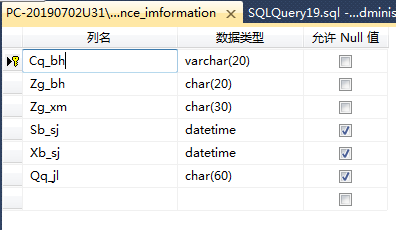 PC-20190702U31\...nce_imformation SQLQuery19.sql -...dminis
列名 数据类型 允许 Null 值
Cq_bh varchar(20)
Zg_bh char(20)
Zg_xm char(30)
Sb_sj datetime
Xb_sj datetime
Qq_jl char(60)